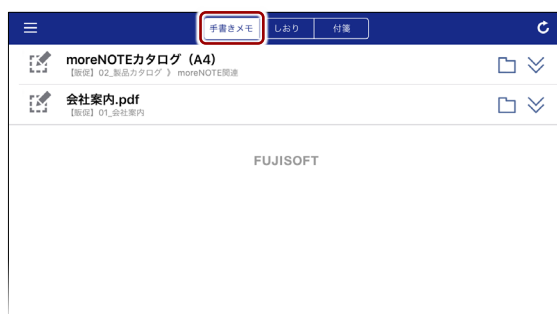 手書きメモ しおり 付箋
moreNOTEカタログ（A4）
【販促】02_製品カタログ 》 moreNOTE関連
会社案内.pdf
【販促】01_会社案内
FUJISOFT